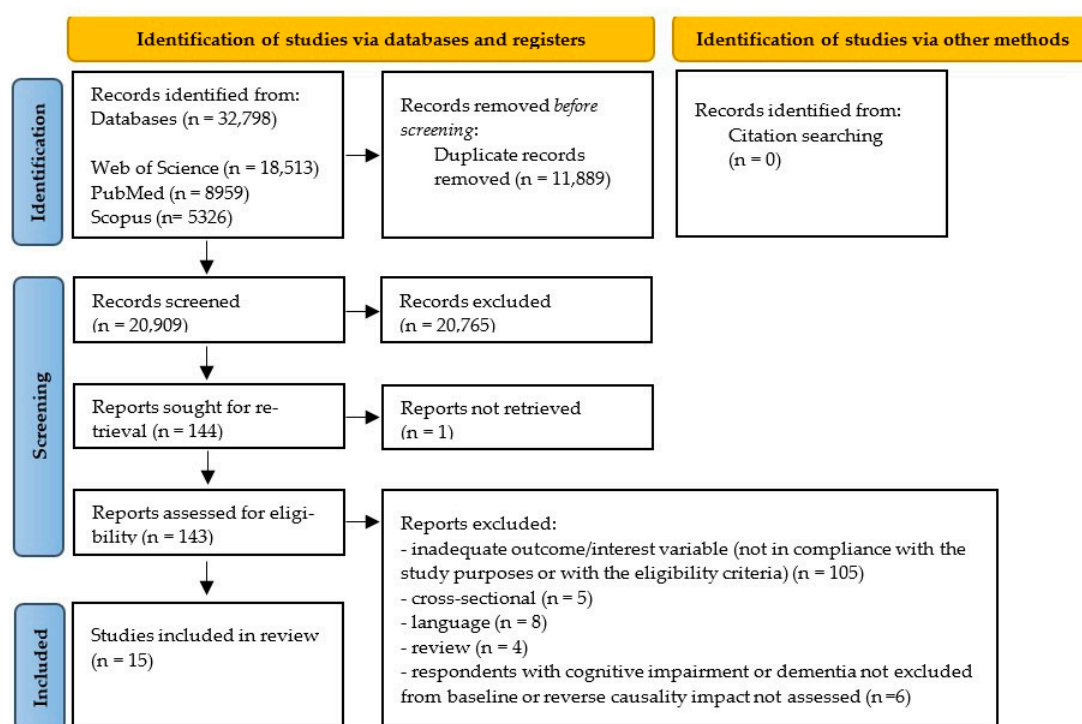 Identification of studies via databases and registers
Identification of studies via other methods
Identification
Records identified from:
Databases (n = 32,798)
Web of Science (n = 18,513)
PubMed (n = 8959)
Scopus (n= 5326)
Records removed before
screening:
Duplicate records
removed (n = 11,889)
Records identified from:
Citation searching
(n = 0)
Screening
Records screened
(n = 20,909)
Records excluded
(n = 20,765)
Reports sought for re-
trieval (n = 144)
Reports not retrieved
(n = 1)
Reports assessed for eligi-
bility (n = 143)
Reports excluded:
- inadequate outcome/interest variable (not in compliance with the
study purposes or with the eligibility criteria) (n = 105)
- cross-sectional (n = 5)
- language (n = 8)
- review (n = 4)
- respondents with cognitive impairment or dementia not excluded
from baseline or reverse causality impact not assessed (n =6)
Included
Studies included in review
(n = 15)